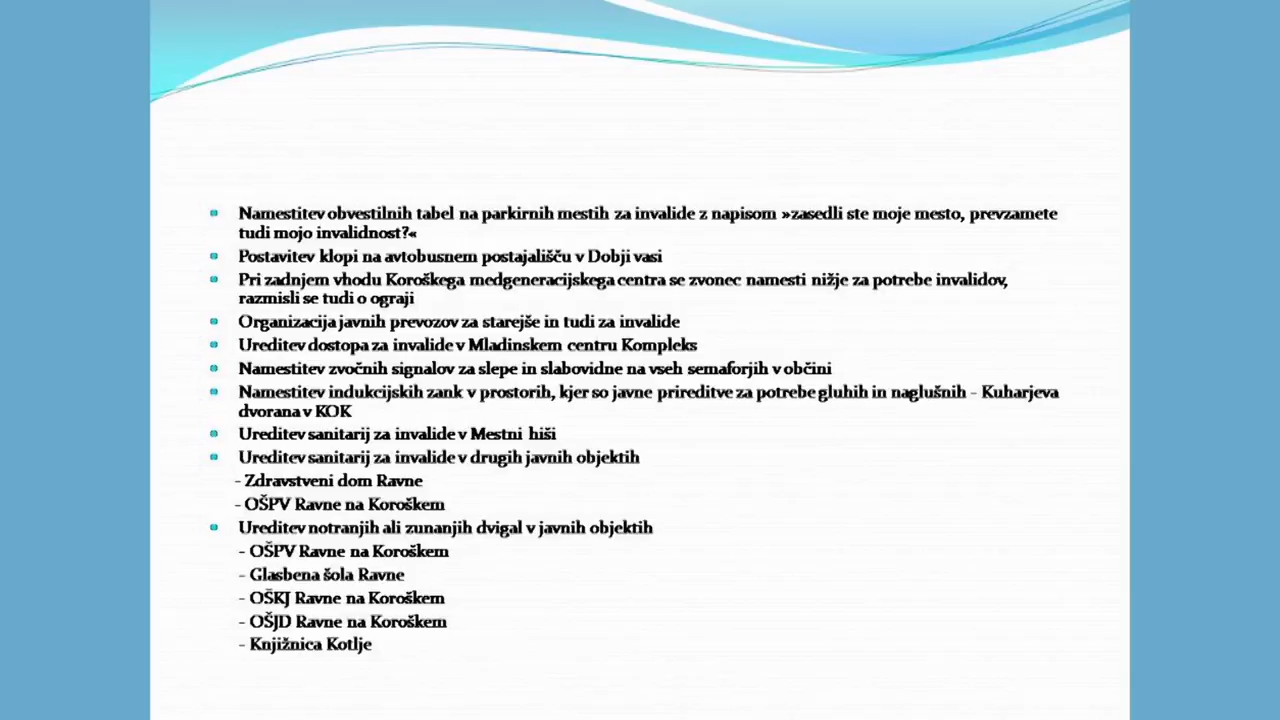 Namestitev obvestilnih tabel na parkirnih mestih za invalide z napisom »zasedli ste moje mesto, prevzamete
tudi mojo invalidnost?«
Postavitev klopi na avtobusnem postajališču v Dobji vasi
Pri zadnjem vhodu Koroškega medgeneracijskega centra se zvonec namesti nižje za potrebe invalidov,
razmisli se tudi o ograji
Organizacija javnih prevozov za starejše in tudi za invalide
Ureditev dostopa za invalide v Mladinskem centru Kompleks
Namestitev zvočnih signalov za slepe in slabovidne na vseh semaforjih v občini
Namestitev indukcijskih zank v prostorih, kjer so javne prireditve za potrebe gluhih in naglušnih - Kuharjeva
dvorana v KOK
Ureditev sanitarij za invalide v Mestni hiši
Ureditev sanitarij za invalide v drugih javnih objektih
- Zdravstveni dom Ravne
- OŠPV Ravne na Koroškem
Ureditev notranjih ali zunanjih dvigal v javnih objektih
- OŠPV Ravne na Koroškem
- Glasbena šola Ravne
- OŠKJ Ravne na Koroškem
- OŠJD Ravne na Koroškem
- Knjižnica Kotlje